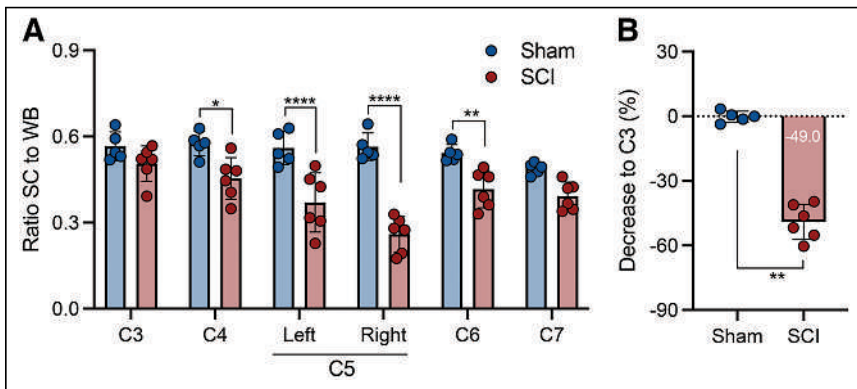 A
Ratio SC to WB
0.9
0.6
0.3
0.0
Sham
SCI
*
****
****
**
C3
C4
Left
Right
C6
C7
C5
B
Decrease to C3 (%)
30
0
-30
-60
-90
-49.0
**
Sham
SCI